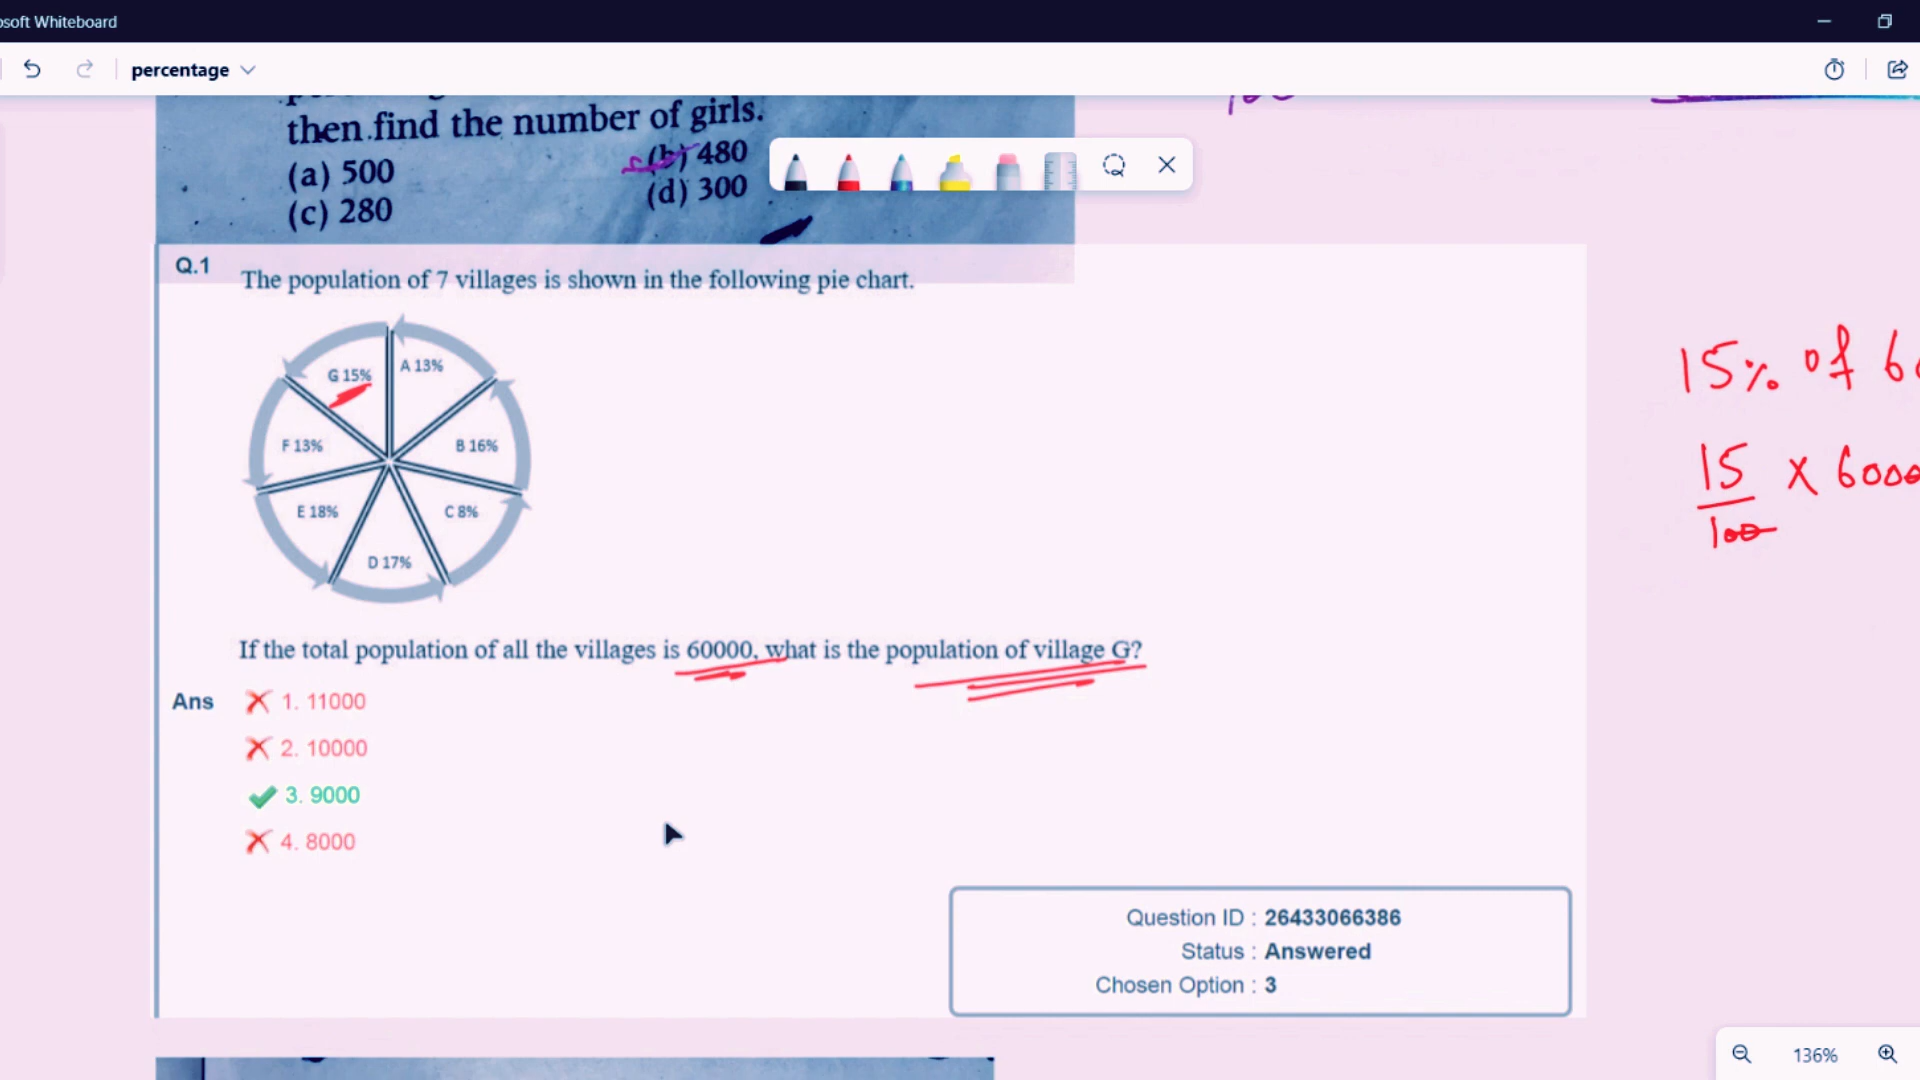 osoft Whiteboard
percentage
then find the number of girls.
(a) 500
(b) 480
(c) 280
(d) 300
Q.1
The population of 7 villages is shown in the following pie chart.
G 15%
A 13%
F 13%
B 16%
E 18%
C 8%
D 17%
15% of 60
15/100 x 6000
If the total population of all the villages is 60000, what is the population of village G?
Ans
1. 11000
2. 10000
3. 9000
4. 8000
Question ID : 26433066386
Status : Answered
Chosen Option : 3
136%